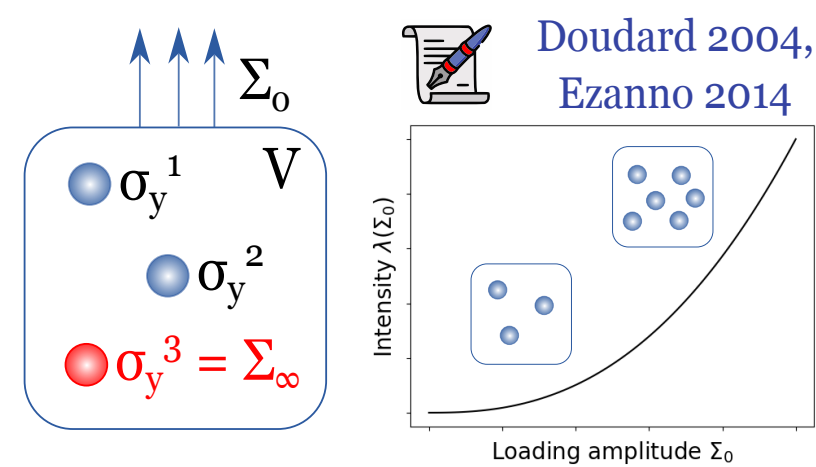 Σ₀
V
σ_y¹
σ_y²
σ_y³ = Σ∞
Doudard 2004,
Ezanno 2014
Intensity λ(Σ₀)
Loading amplitude Σ₀